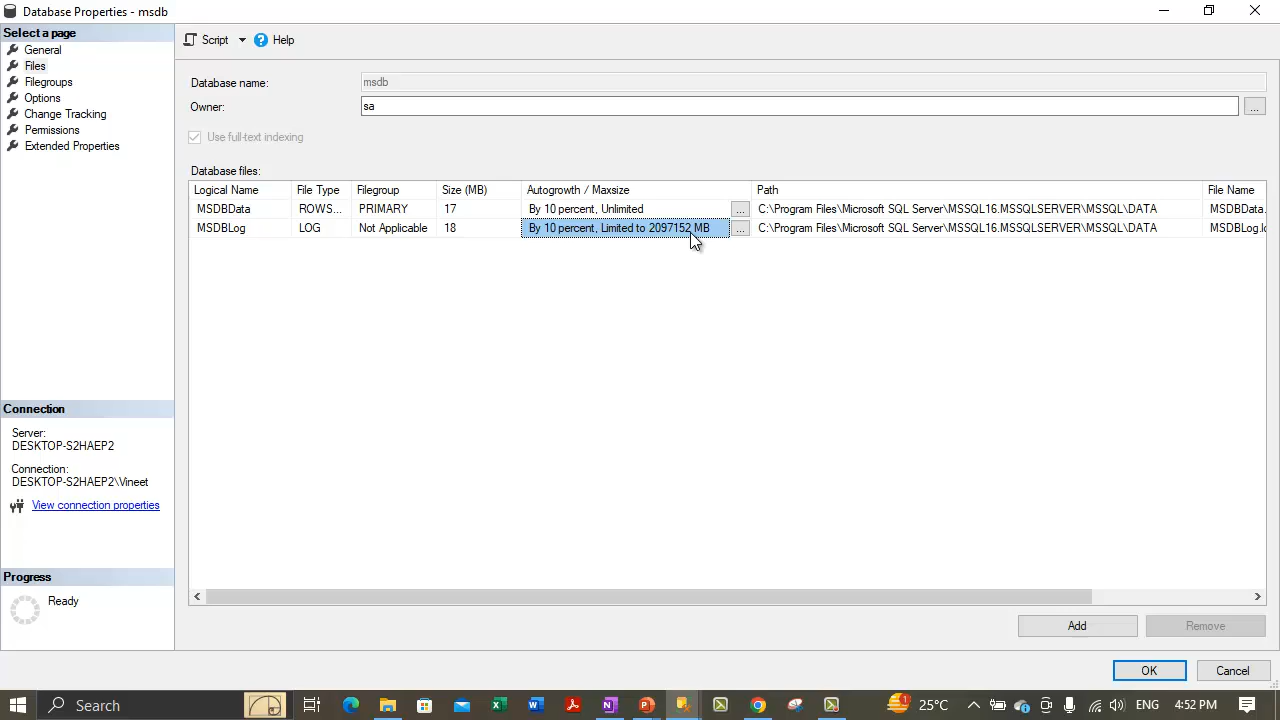 Database Properties - msdb
Select a page
General
Files
Filegroups
Options
Change Tracking
Permissions
Extended Properties
Script
Help
Database name: msdb
Owner: sa ...
Use full-text indexing
Database files:
Logical Name File Type Filegroup Size (MB) Autogrowth / Maxsize Path File Name
MSDBData ROWS... PRIMARY 17 By 10 percent, Unlimited ... C:\Program Files\Microsoft SQL Server\MSSQL16.MSSQLSERVER\MSSQL\DATA MSDBData.
MSDBLog LOG Not Applicable 18 By 10 percent, Limited to 2097152 MB ... C:\Program Files\Microsoft SQL Server\MSSQL16.MSSQLSERVER\MSSQL\DATA MSDBLog.ld
Connection
Server:
DESKTOP-S2HAEP2
Connection:
DESKTOP-S2HAEP2\Vineet
View connection properties
Progress
Ready
Add Remove
OK Cancel
Search 1 25°C ENG 4:52 PM